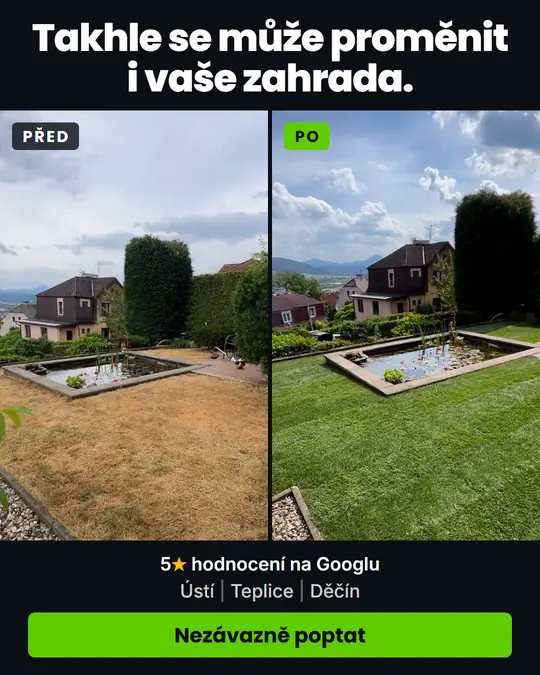 Takhle se může proměnit
i vaše zahrada.
PŘED
PO
5★ hodnocení na Googlu
Ústí | Teplice | Děčín
Nezávazně poptat